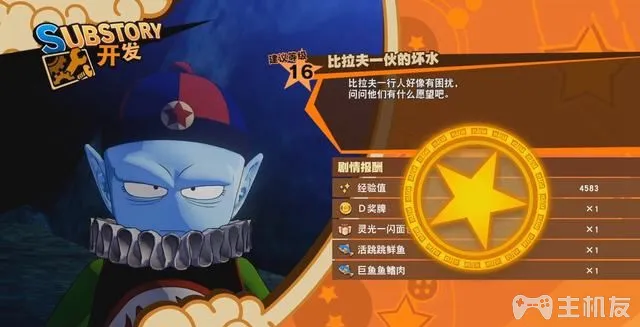 SUBSTORY
开发
建议等级
16
比拉夫一伙的坏水
比拉夫一行人好像有困扰，
问问他们有什么愿望吧。
剧情报酬
经验值 4583
D奖牌 ×1
灵光一闪面 ×1
活跳跳鲜鱼 ×1
巨鱼鱼鳍肉 ×1
主机友